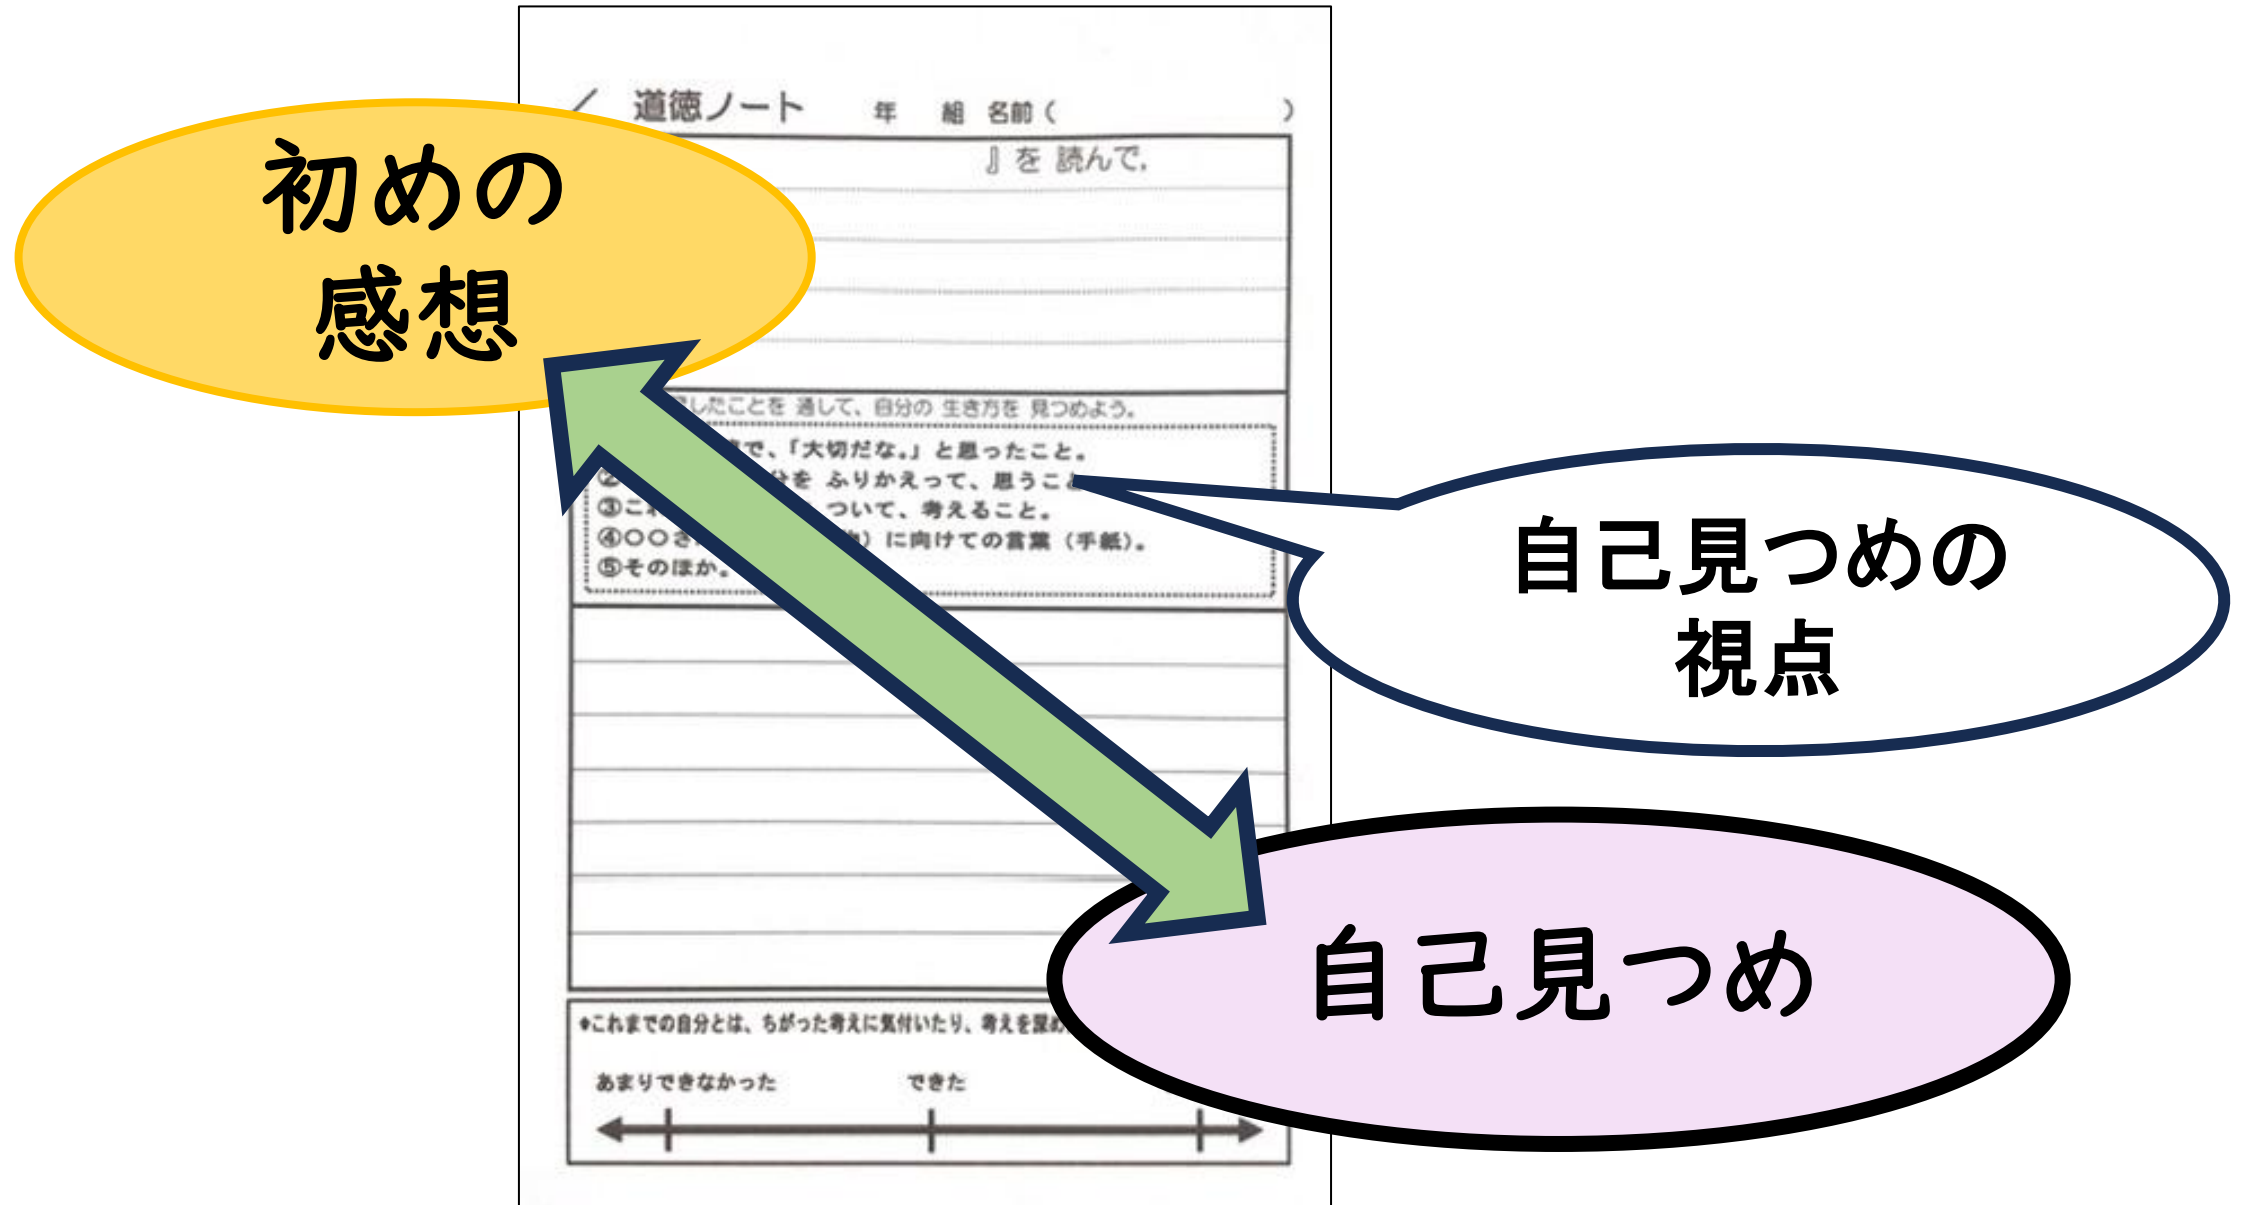 ／ 道徳ノート 年 組 名前（ ）
初めの
感想
』を 読んで,
したことを 通して、自分の 生き方を 見つめよう。
で、「大切だな。」と思ったこと。
② 分を ふりかえって、思うこと
③これ ついて、考えること。
④〇〇さ ）に向けての言葉（手紙）。
⑤そのほか。
自己見つめの
視点
自己見つめ
◆これまでの自分とは、ちがった考えに気付いたり、考えを深め
あまりできなかった できた